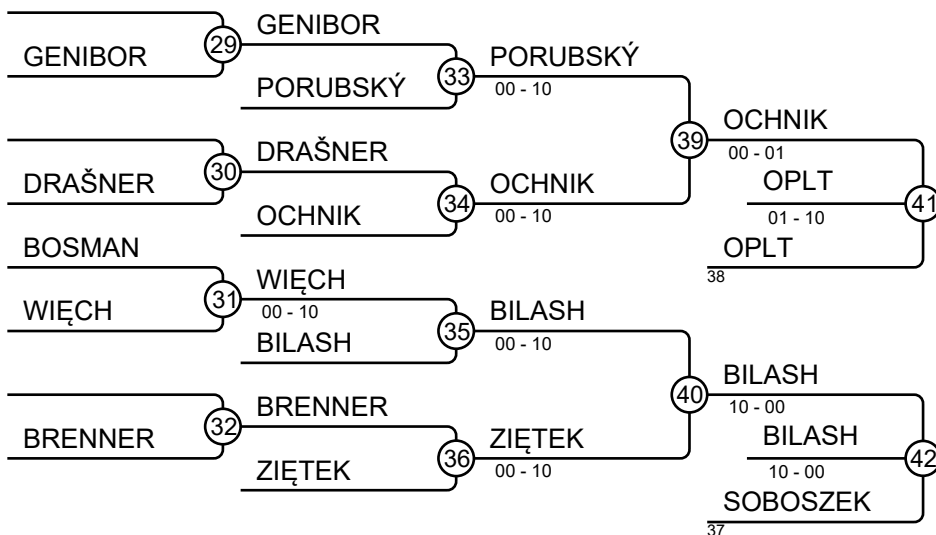 GENIBOR
29
GENIBOR
PORUBSKÝ
33
PORUBSKÝ
00 - 10
DRAŠNER
30
DRAŠNER
OCHNIK
34
OCHNIK
00 - 10
39
OCHNIK
00 - 01
OPLT
01 - 10
41
OPLT
38
BOSMAN
WIĘCH
31
WIĘCH
00 - 10
BILASH
35
BILASH
00 - 10
BRENNER
32
BRENNER
ZIĘTEK
36
ZIĘTEK
00 - 10
40
BILASH
10 - 00
BILASH
10 - 00
42
SOBOSZEK
37